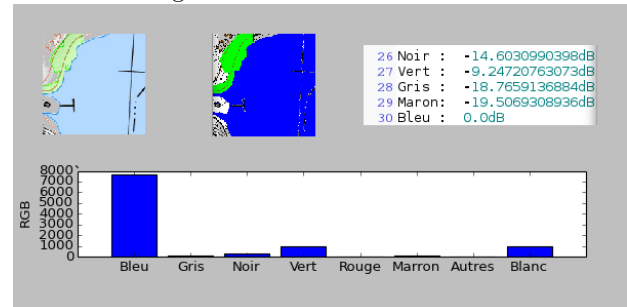 26 Noir : -14.6030990398dB
27 Vert : -9.24720763073dB
28 Gris : -18.7659136884dB
29 Maron: -19.5069308936dB
30 Bleu : 0.0dB
8000
7000
6000
5000
4000
3000
2000
1000
0
RGB
Bleu Gris Noir Vert Rouge Marron Autres Blanc